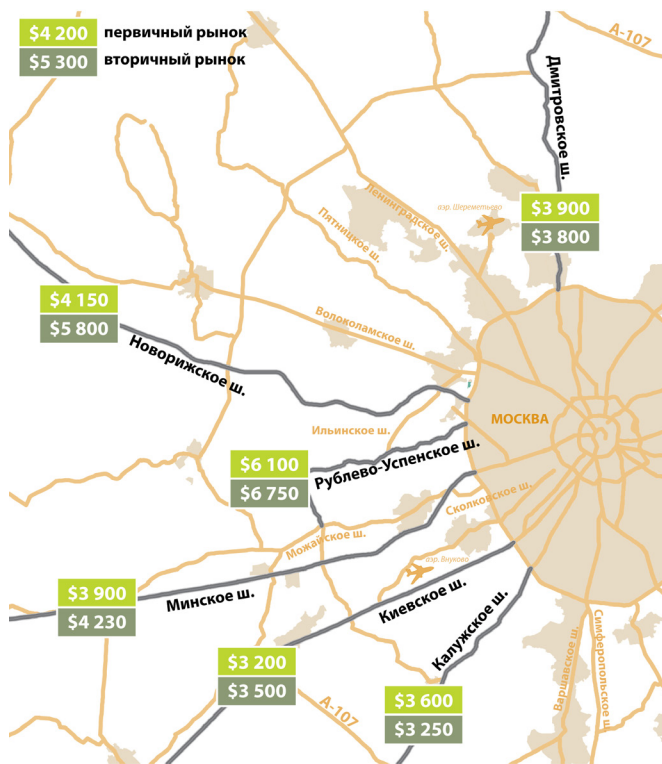 $4 200 первичный рынок
$5 300 вторичный рынок
А-107
Дмитровское ш.
Ленинградское ш.
аэр. Шереметьево
$3 900
$3 800
Пятницкое ш.
$4 150
$5 800
Волоколамское ш.
Новорижское ш.
МОСКВА
Ильинское ш.
$6 100
$6 750
Рублево-Успенское ш.
Сколковское ш.
Можайское ш.
аэр. Внуково
$3 900
$4 230
Минское ш.
Киевское ш.
Калужское ш.
Варшавское ш.
Симферопольское ш.
$3 200
$3 500
А-107
$3 600
$3 250